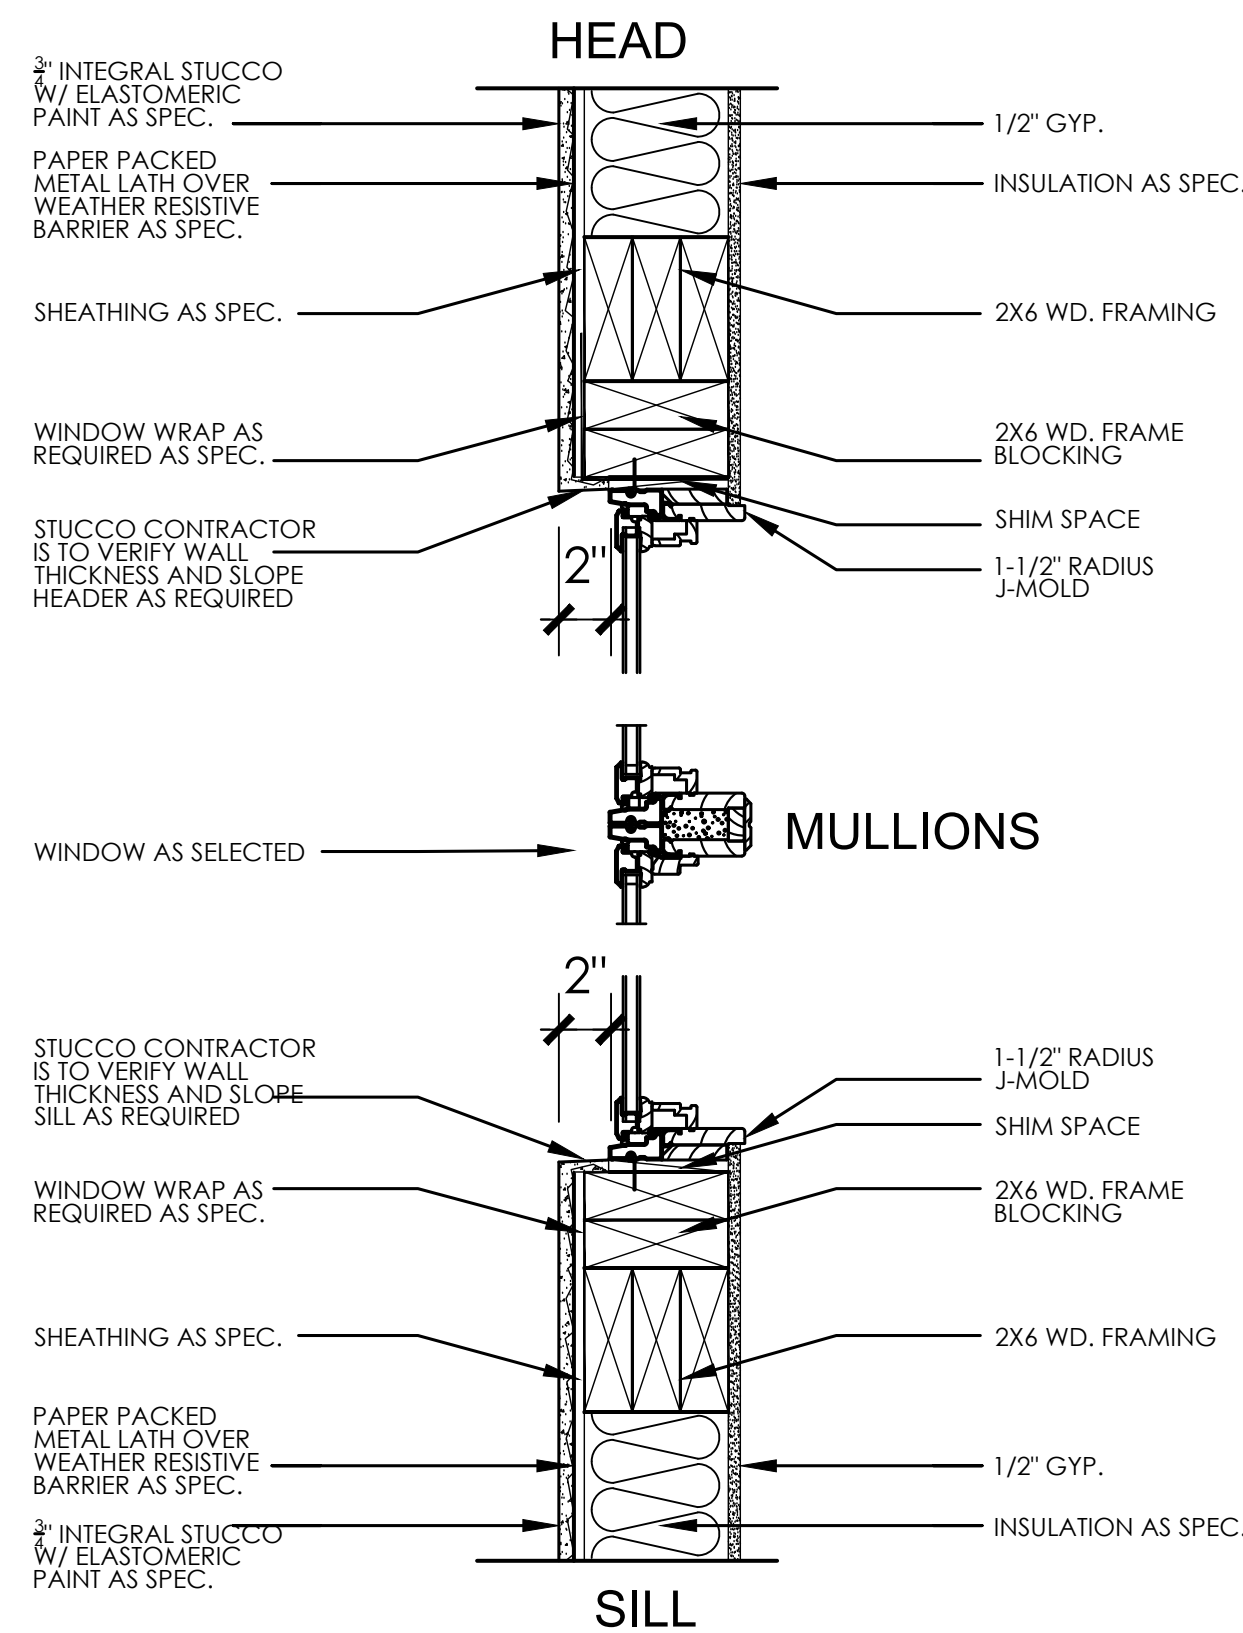 HEAD
3/4" INTEGRAL STUCCO
W/ ELASTOMERIC
PAINT AS SPEC.
PAPER PACKED
METAL LATH OVER
WEATHER RESISTIVE
BARRIER AS SPEC.
SHEATHING AS SPEC.
WINDOW WRAP AS
REQUIRED AS SPEC.
STUCCO CONTRACTOR
IS TO VERIFY WALL
THICKNESS AND SLOPE
HEADER AS REQUIRED
1/2" GYP.
INSULATION AS SPEC.
2X6 WD. FRAMING
2X6 WD. FRAME
BLOCKING
SHIM SPACE
1-1/2" RADIUS
J-MOLD
2"
WINDOW AS SELECTED
MULLIONS
2"
STUCCO CONTRACTOR
IS TO VERIFY WALL
THICKNESS AND SLOPE
SILL AS REQUIRED
WINDOW WRAP AS
REQUIRED AS SPEC.
SHEATHING AS SPEC.
PAPER PACKED
METAL LATH OVER
WEATHER RESISTIVE
BARRIER AS SPEC.
3/4" INTEGRAL STUCCO
W/ ELASTOMERIC
PAINT AS SPEC.
1-1/2" RADIUS
J-MOLD
SHIM SPACE
2X6 WD. FRAME
BLOCKING
2X6 WD. FRAMING
1/2" GYP.
INSULATION AS SPEC.
SILL